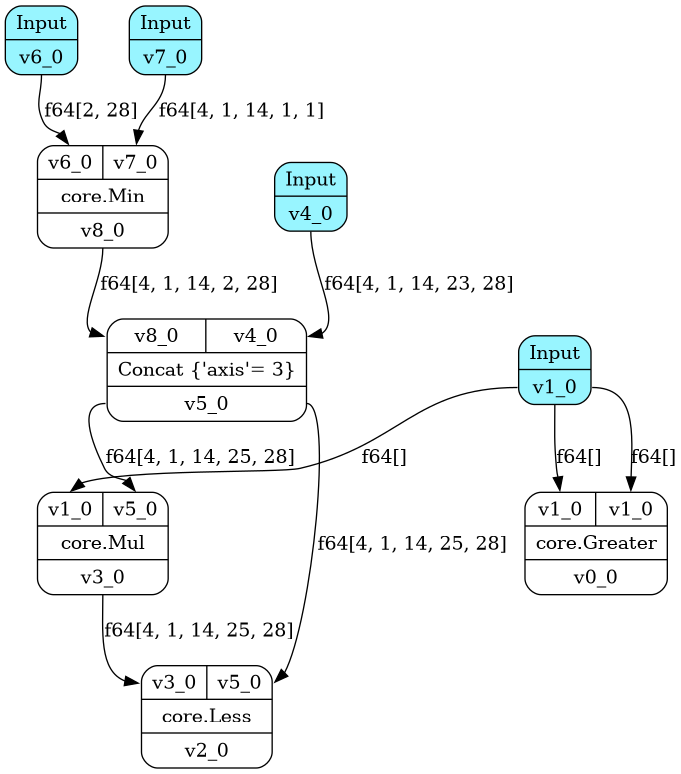 Input
v6_0
Input
v7_0
f64[2, 28]
f64[4, 1, 14, 1, 1]
v6_0
v7_0
core.Min
v8_0
Input
v4_0
f64[4, 1, 14, 2, 28]
f64[4, 1, 14, 23, 28]
v8_0
v4_0
Concat {'axis'= 3}
v5_0
Input
v1_0
f64[4, 1, 14, 25, 28]
f64[]
f64[]
f64[]
v1_0
v5_0
core.Mul
v3_0
v1_0
v1_0
core.Greater
v0_0
f64[4, 1, 14, 25, 28]
f64[4, 1, 14, 25, 28]
v3_0
v5_0
core.Less
v2_0